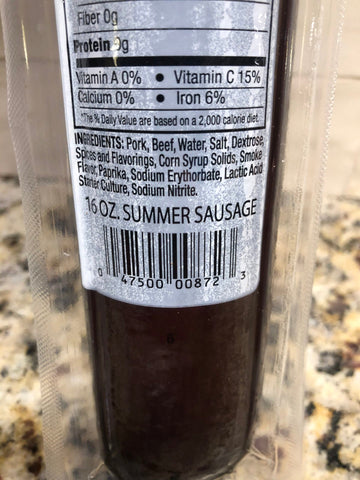 Fiber 0g
Protein 9g
Vitamin A 0% • Vitamin C 15%
Calcium 0% • Iron 6%
*The % Daily Value are based on a 2,000 calorie diet.
INGREDIENTS: Pork, Beef, Water, Salt, Dextrose,
Spices and Flavorings, Corn Syrup Solids, Smoke
Flavor, Paprika, Sodium Erythorbate, Lactic Acid
Starter Culture, Sodium Nitrite.
16 OZ. SUMMER SAUSAGE
0 47500 00872 3